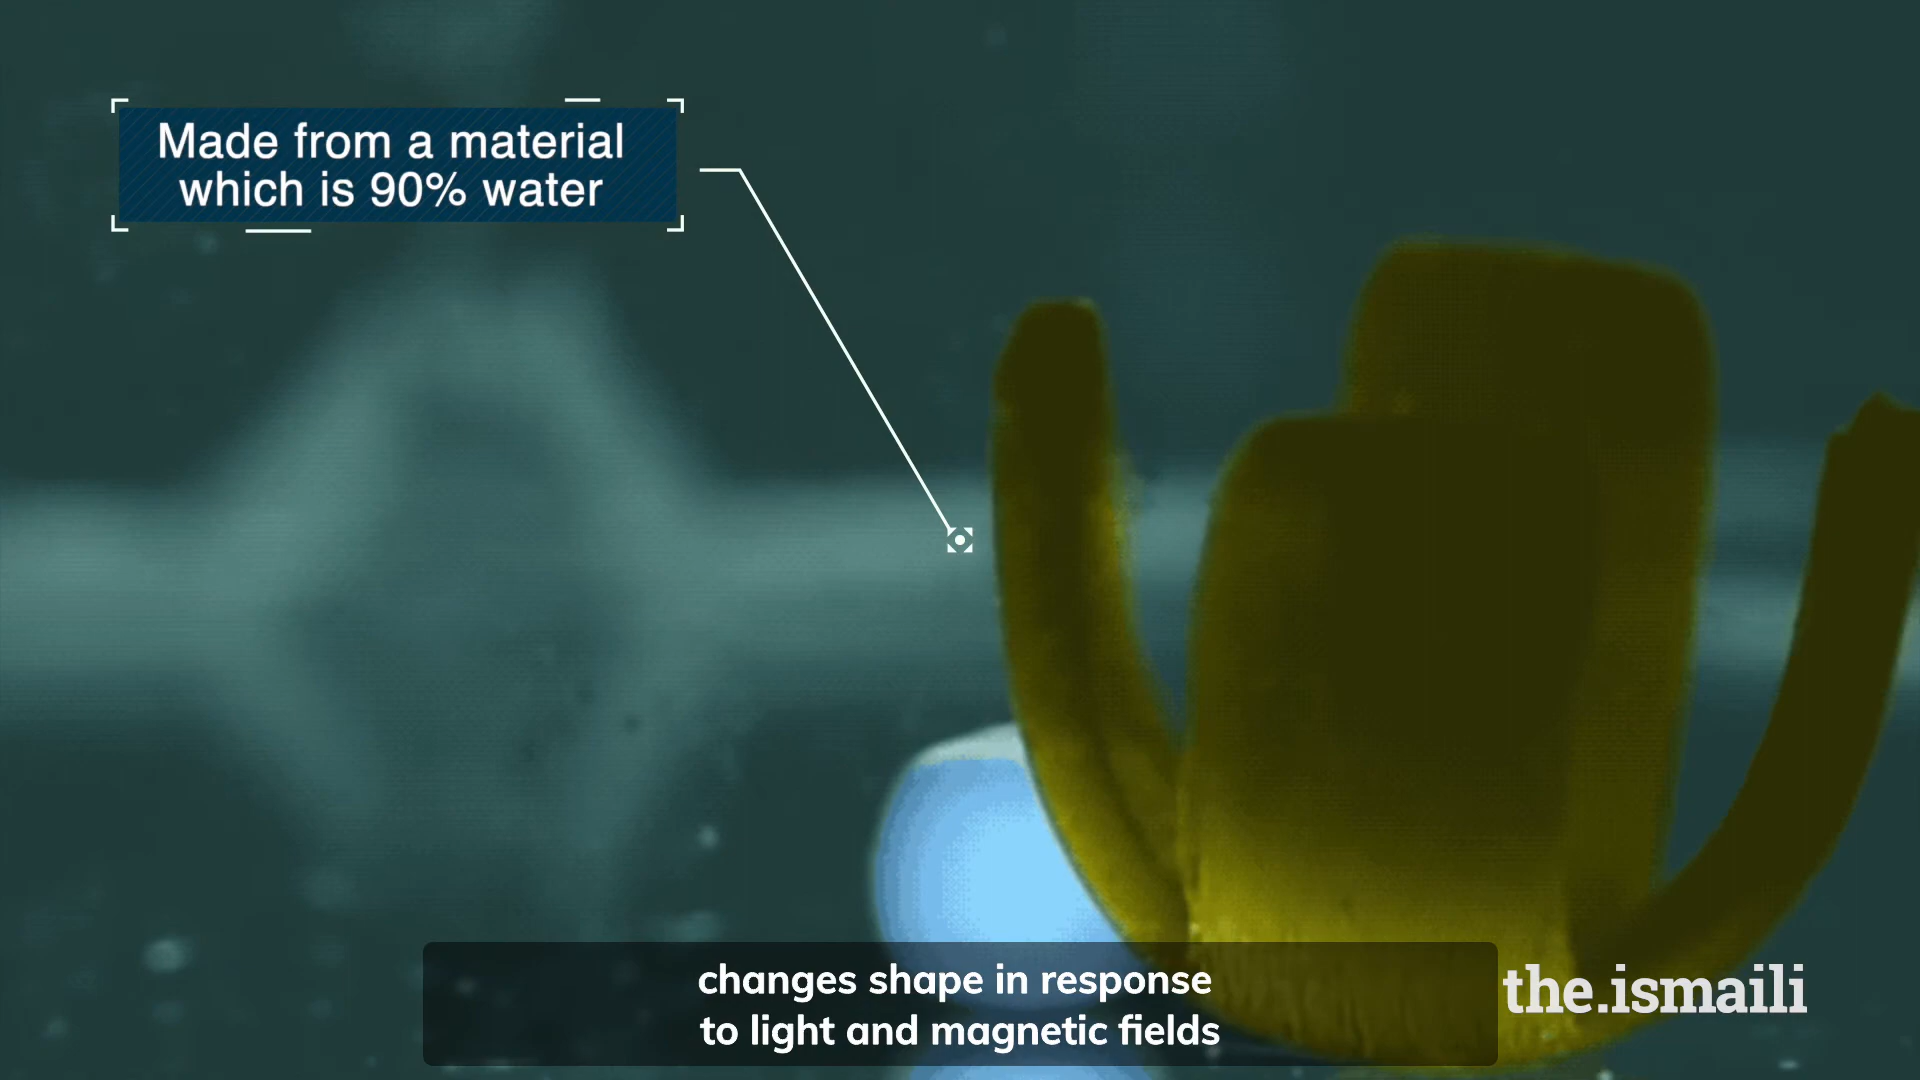 Made from a material
which is 90% water
changes shape in response
to light and magnetic fields
the.ismaili